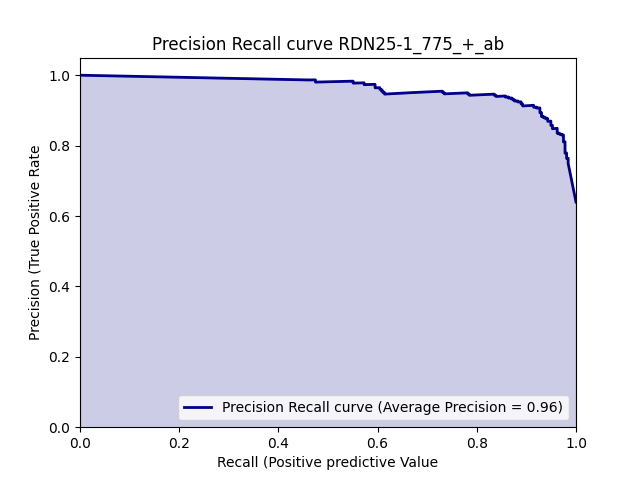 Precision Recall curve RDN25-1_775_+_ab
1.0
0.8
0.6
0.4
0.2
0.0
Precision (True Positive Rate
Precision Recall curve (Average Precision = 0.96)
0.0 0.2 0.4 0.6 0.8 1.0
Recall (Positive predictive Value